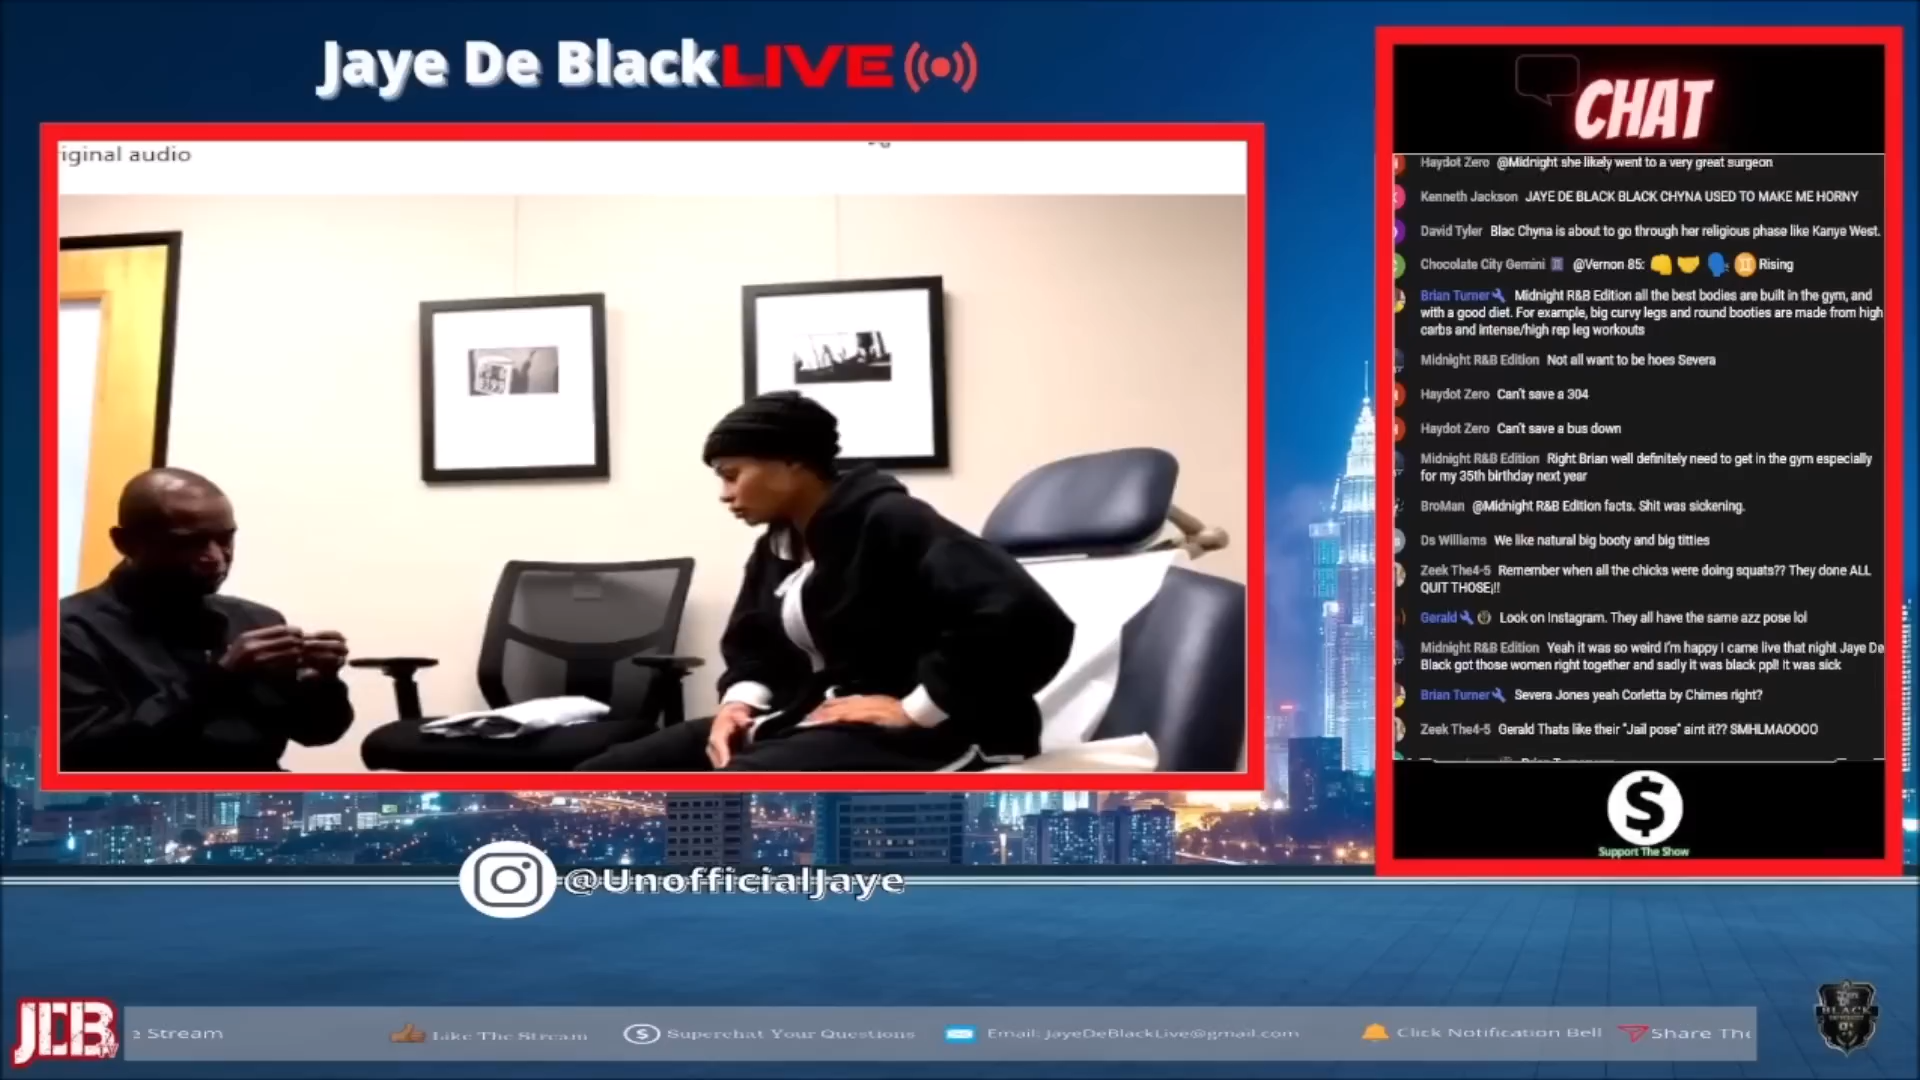 Jaye De Black LIVE
iginal audio
CHAT
Haydot Zero @Midnight she likely went to a very great surgeon
Kenneth Jackson JAYE DE BLACK BLACK CHYNA USED TO MAKE ME HORNY
David Tyler Blac Chyna is about to go through her religious phase like Kanye West.
Chocolate City Gemini ♊ @Vernon 85: 👊 🤝 🗣 ♊ Rising
Brian Turner Midnight R&B Edition all the best bodies are built in the gym, and
with a good diet. For example, big curvy legs and round booties are made from high
carbs and intense/high rep leg workouts
Midnight R&B Edition Not all want to be hoes Severa
Haydot Zero Can't save a 304
Haydot Zero Can't save a bus down
Midnight R&B Edition Right Brian well definitely need to get in the gym especially
for my 35th birthday next year
BroMan @Midnight R&B Edition facts. Shit was sickening.
Ds Williams We like natural big booty and big titties
Zeek The4-5 Remember when all the chicks were doing squats?? They done ALL
QUIT THOSE¡!!
Gerald Look on Instagram. They all have the same azz pose lol
Midnight R&B Edition Yeah it was so weird I'm happy I came live that night Jaye De
Black got those women right together and sadly it was black ppl! It was sick
Brian Turner Severa Jones yeah Corletta by Chimes right?
Zeek The4-5 Gerald Thats like their "Jail pose" aint it?? SMHLMAOOOO
$
Support The Show
@UnofficialJaye
JDB TV
e Stream Like The Stream $ Superchat Your Questions Email: JayeDeBlackLive@gmail.com Click Notification Bell Share The
BLACK